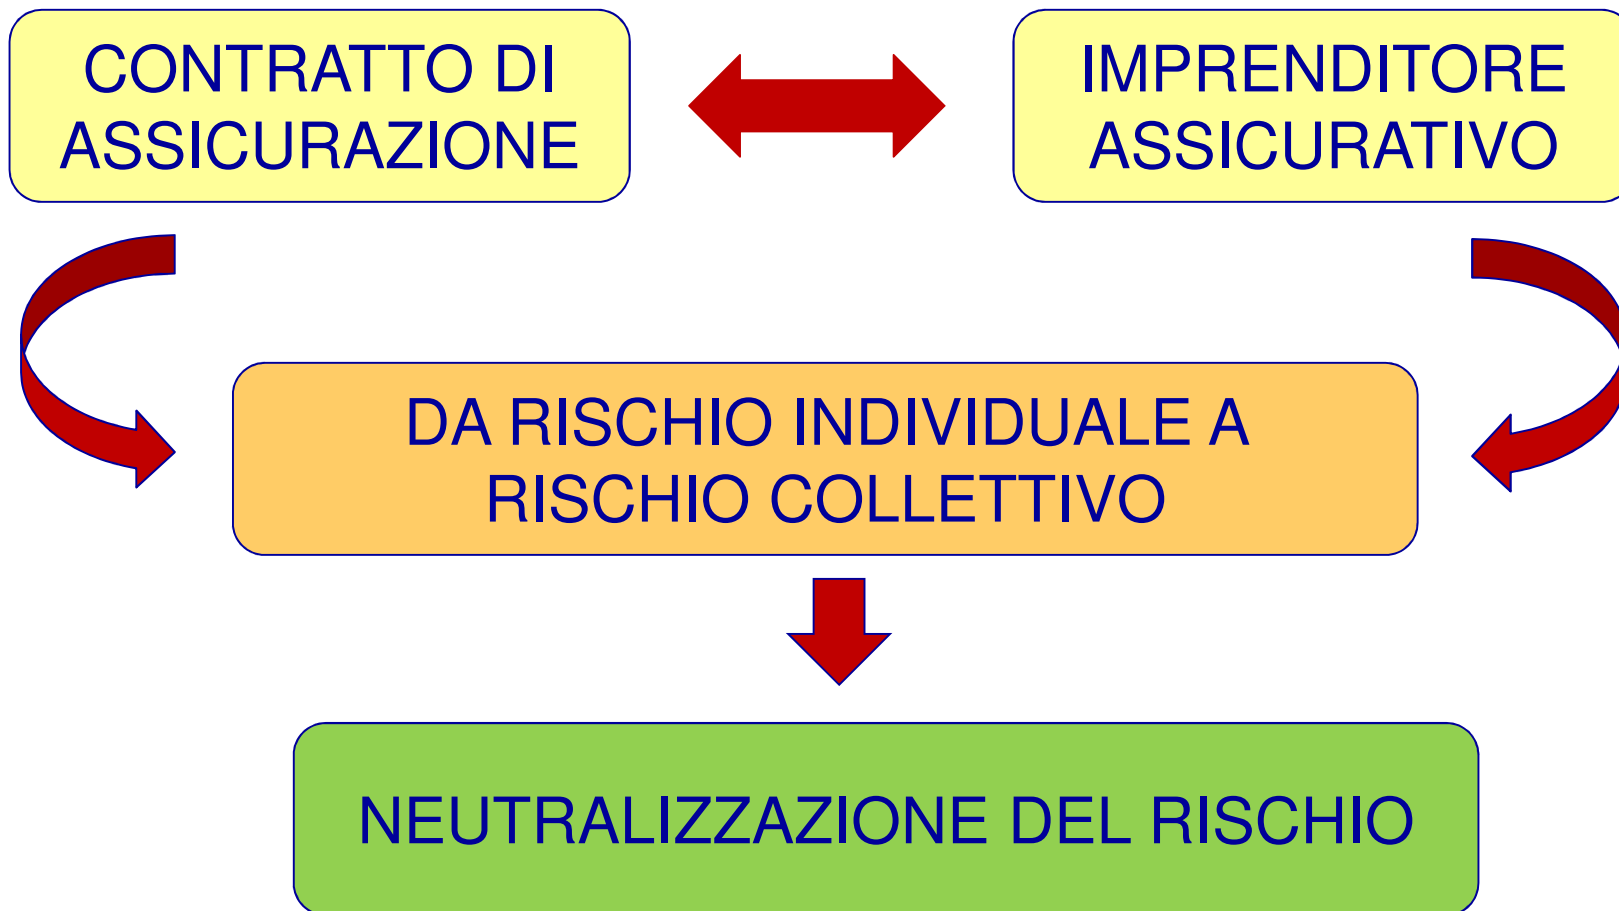 CONTRATTO DI
ASSICURAZIONE
IMPRENDITORE
ASSICURATIVO
DA RISCHIO INDIVIDUALE A
RISCHIO COLLETTIVO
NEUTRALIZZAZIONE DEL RISCHIO